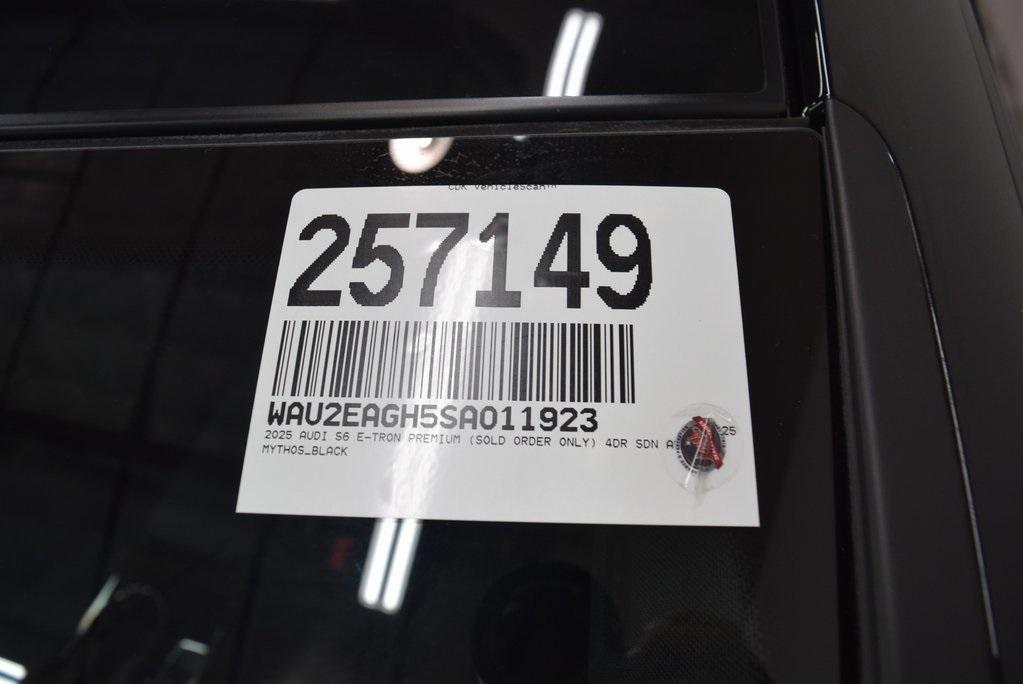 CDK VehicleScan™
257149
WAU2EAGH5SA011923
2025 AUDI S6 E-TRON PREMIUM (SOLD ORDER ONLY) 4DR SDN
MYTHOS_BLACK